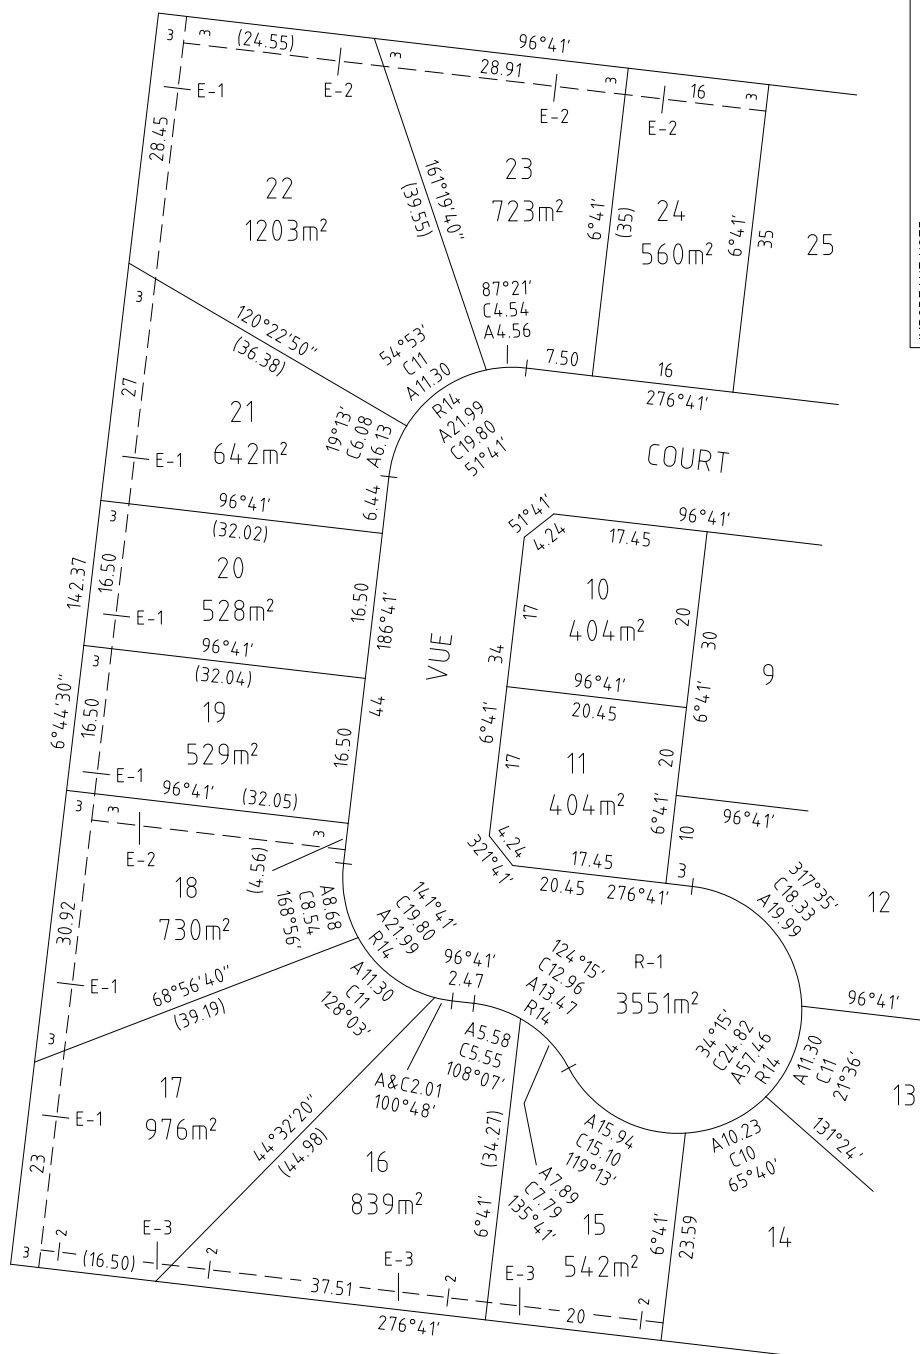 3
3
(24.55)
3
96°41'
28.91
3
16
3
E-1
E-2
E-2
E-2
28.45
22
1203m²
161°19'40"
(39.55)
23
723m²
6°41'
(35)
24
560m²
6°41'
35
25
3
120°22'50"
(36.38)
54°53'
C11
A11.30
87°21'
C4.54
A4.56
7.50
16
276°41'
27
21
642m²
E-1
19°13'
C6.08
A6.13
R14
A21.99
C19.80
51°41'
COURT
6.44
96°41'
(32.02)
3
142.37
16.50
20
528m²
E-1
16.50
186°41'
51°41'
4.24
17.45
96°41'
10
404m²
17
20
30
34
VUE
9
96°41'
(32.04)
3
96°41'
20.45
6°41'
6°44'30"
16.50
19
529m²
E-1
16.50
44
6°41'
17
11
404m²
20
6°41'
10
96°41'
96°41'
(32.05)
3
3
3
E-2
(4.56)
4.24
321°41'
17.45
20.45
276°41'
3
18
730m²
30.92
E-1
A8.68
C8.54
168°56'
141°41'
C19.80
A21.99
R14
317°35'
C18.33
A19.99
12
96°41'
2.47
124°15'
C12.96
A13.47
R14
R-1
3551m²
96°41'
68°56'40"
(39.19)
A11.30
C11
128°03'
34°15'
C24.82
A57.46
R14
A11.30
C11
21°36'
13
3
17
976m²
E-1
A&C2.01
100°48'
A5.58
C5.55
108°07'
44°32'20"
(44.98)
(34.27)
6°41'
A15.94
C15.10
119°13'
A10.23
C10
65°40'
131°24'
23
16
839m²
A7.89
C7.79
135°41'
15
542m²
6°41'
23.59
14
3
2
(16.50)
E-3
2
37.51
E-3
2
E-3
20
2
276°41'